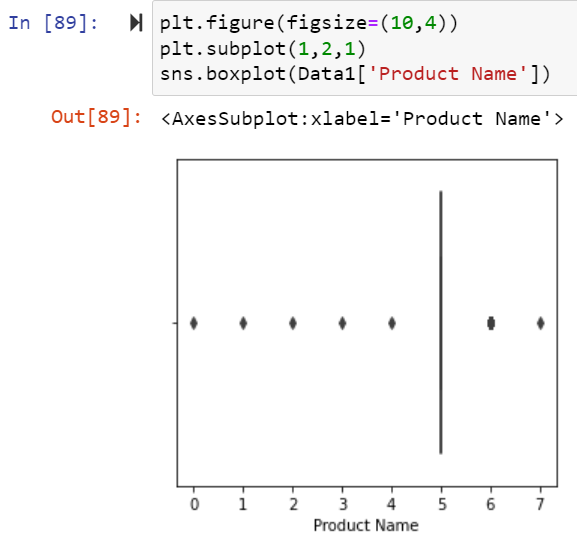 In [89]:
plt.figure(figsize=(10,4))
plt.subplot(1,2,1)
sns.boxplot(Data1['Product Name'])
Out[89]: <AxesSubplot:xlabel='Product Name'>
0 1 2 3 4 5 6 7
Product Name